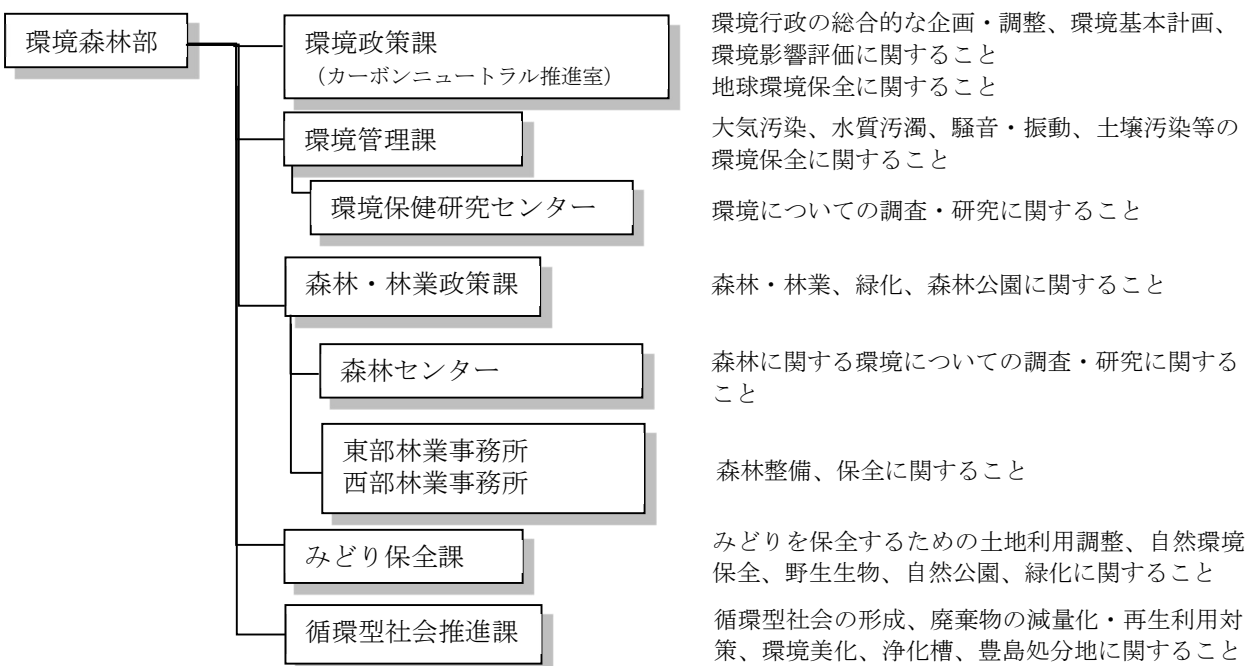 環境森林部
環境政策課
（カーボンニュートラル推進室）
環境行政の総合的な企画・調整、環境基本計画、
環境影響評価に関すること
地球環境保全に関すること
環境管理課
大気汚染、水質汚濁、騒音・振動、土壌汚染等の
環境保全に関すること
環境保健研究センター
環境についての調査・研究に関すること
森林・林業政策課
森林・林業、緑化、森林公園に関すること
森林センター
森林に関する環境についての調査・研究に関する
こと
東部林業事務所
西部林業事務所
森林整備、保全に関すること
みどり保全課
みどりを保全するための土地利用調整、自然環境
保全、野生生物、自然公園、緑化に関すること
循環型社会推進課
循環型社会の形成、廃棄物の減量化・再生利用対
策、環境美化、浄化槽、豊島処分地に関すること